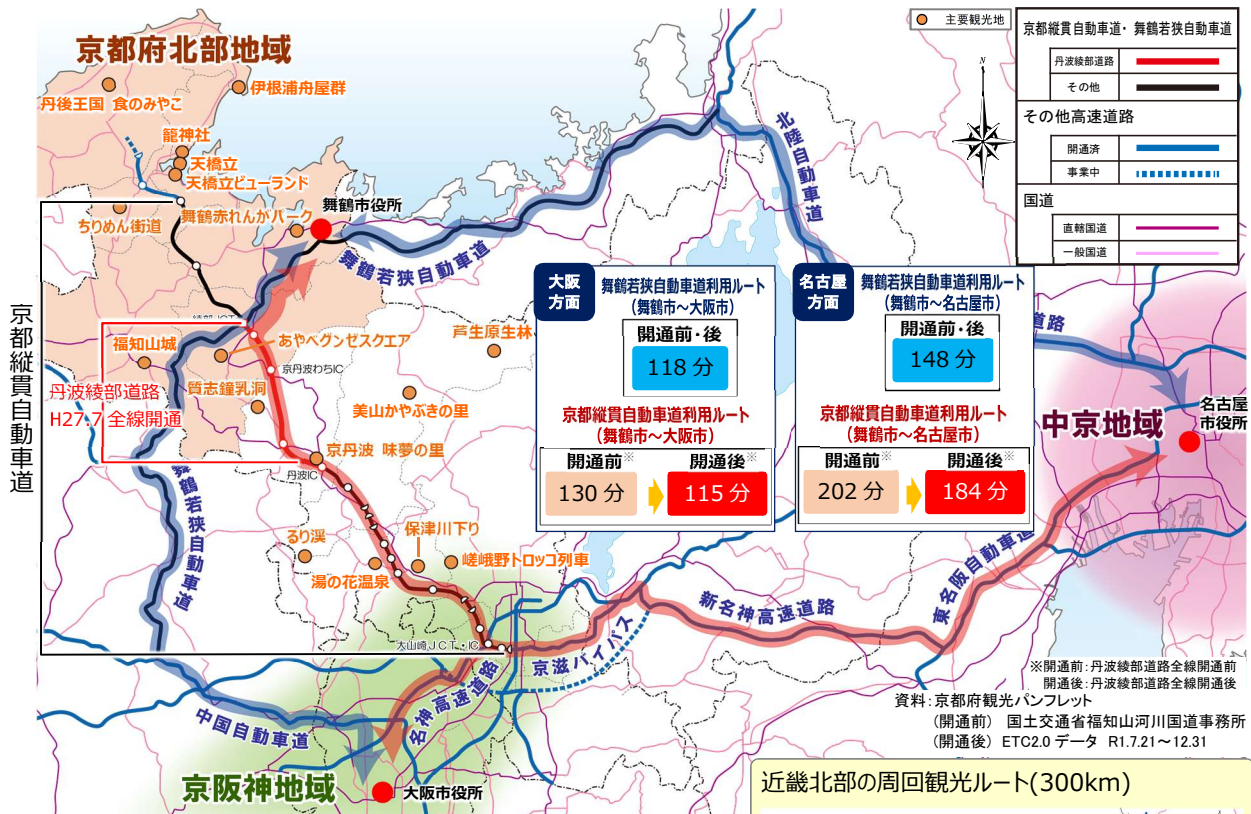 主要観光地
京都縦貫自動車道・ 舞鶴若狭自動車道
丹波綾部道路
その他
その他高速道路
開通済
事業中
国道
直轄国道
一般国道
N
京都府北部地域
伊根浦舟屋群
丹後王国 食のみやこ
籠神社
天橋立
天橋立ビューランド
ちりめん街道
舞鶴赤れんがパーク
舞鶴市役所
舞鶴若狭自動車道
北陸自動車道
道路
京都縦貫自動車道
綾部JCT
福知山城
あやべグンゼスクエア
京丹波わちIC
丹波綾部道路
H27.7 全線開通
質志鐘乳洞
芦生原生林
美山かやぶきの里
京丹波 味夢の里
丹波IC
舞鶴若狭自動車道
るり渓
湯の花温泉
保津川下り
嵯峨野トロッコ列車
大阪
方面
舞鶴若狭自動車道利用ルート
(舞鶴市～大阪市)
開通前・後
118 分
京都縦貫自動車道利用ルート
(舞鶴市～大阪市)
開通前※
開通後※
130 分
115 分
名古屋
方面
舞鶴若狭自動車道利用ルート
(舞鶴市～名古屋市)
開通前・後
148 分
京都縦貫自動車道利用ルート
(舞鶴市～名古屋市)
開通前※
開通後※
202 分
184 分
中京地域
名古屋
市役所
東名阪自動車道
新名神高速道路
京滋バイパス
大山崎JCT・IC
名神高速道路
中国自動車道
京阪神地域
大阪市役所
※開通前：丹波綾部道路全線開通前
開通後：丹波綾部道路全線開通後
資料：京都府観光パンフレット
(開通前) 国土交通省福知山河川国道事務所
(開通後) ETC2.0 データ R1.7.21～12.31
近畿北部の周回観光ルート(300km)